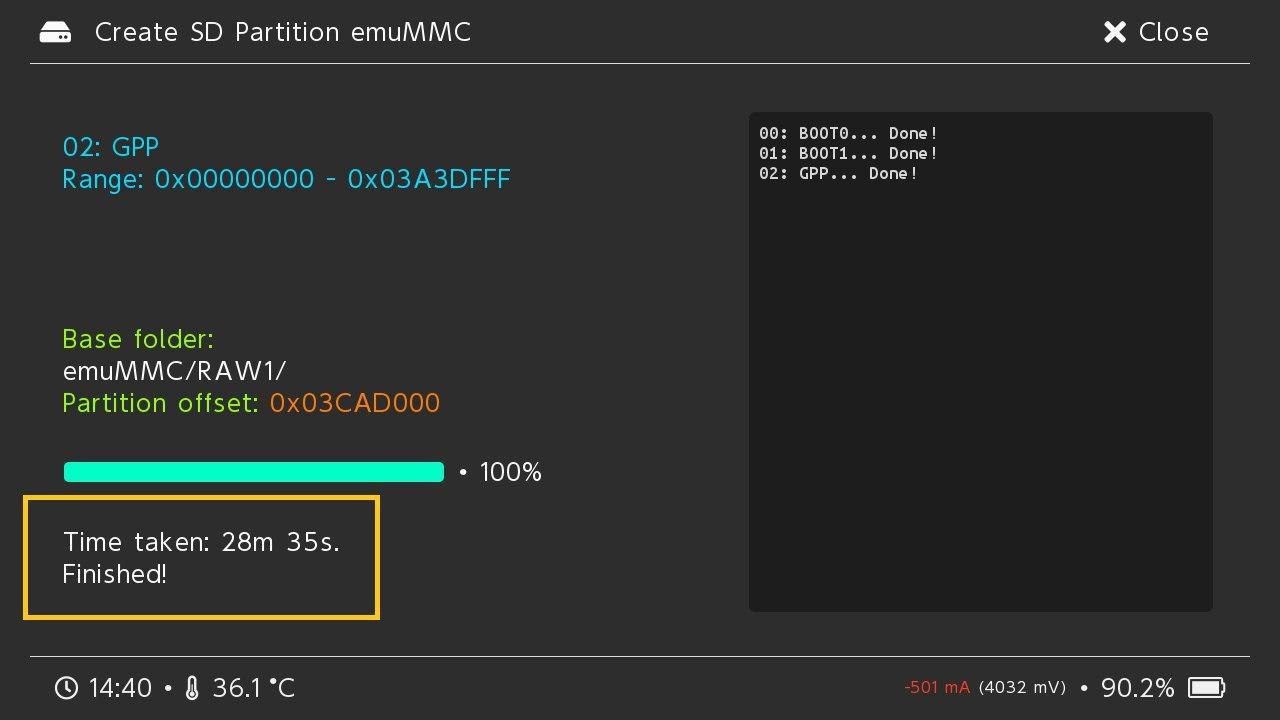 Create SD Partition emuMMC
Close
02: GPP
Range: 0x00000000 - 0x03A3DFFF
Base folder:
emuMMC/RAW1/
Partition offset: 0x03CAD000
• 100%
Time taken: 28m 35s.
Finished!
00: BOOT0... Done!
01: BOOT1... Done!
02: GPP... Done!
14:40 • 36.1 °C
-501 mA (4032 mV) • 90.2%